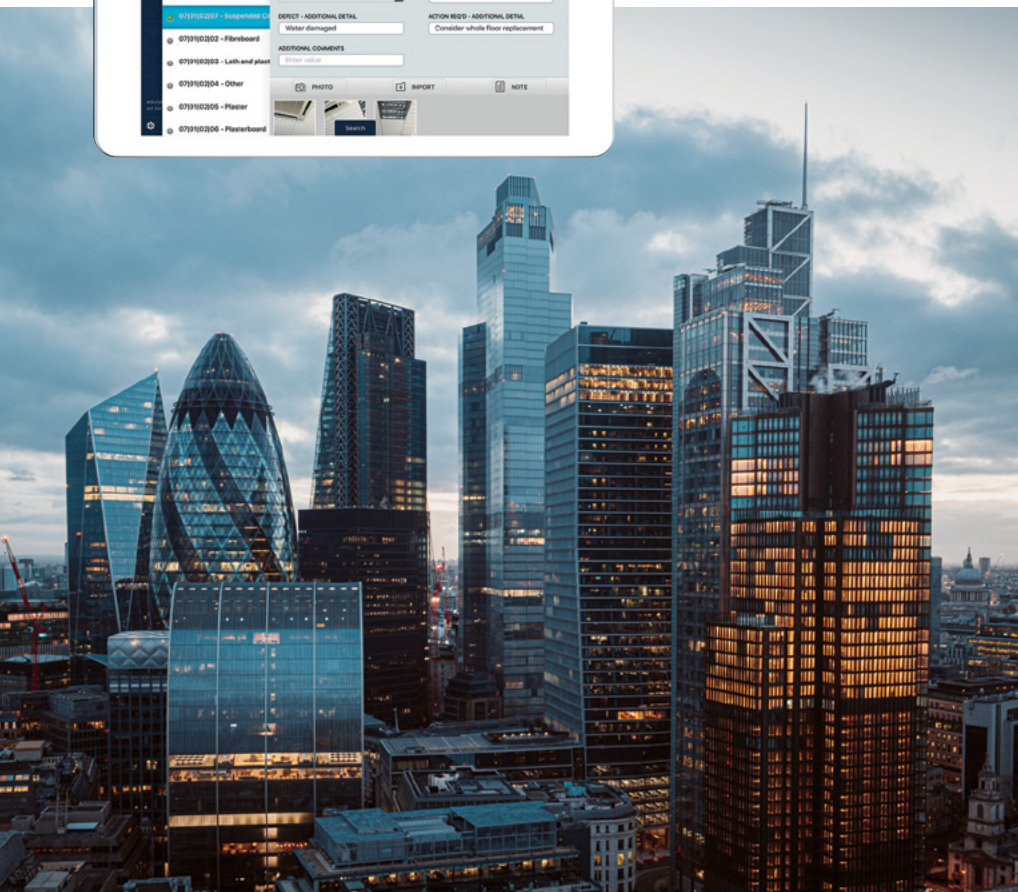 07|31|02|07 - Suspended Ce
DEFECT - ADDITIONAL DETAIL
ACTION REQ'D - ADDITIONAL DETAIL
Water damaged
Consider whole floor replacement
07|31|02|02 - Fibreboard
ADDITIONAL COMMENTS
07|31|02|03 - Lath and plast
Enter value
07|31|02|04 - Other
PHOTO
IMPORT
NOTE
07|31|02|05 - Plaster
07|31|02|06 - Plasterboard
Search